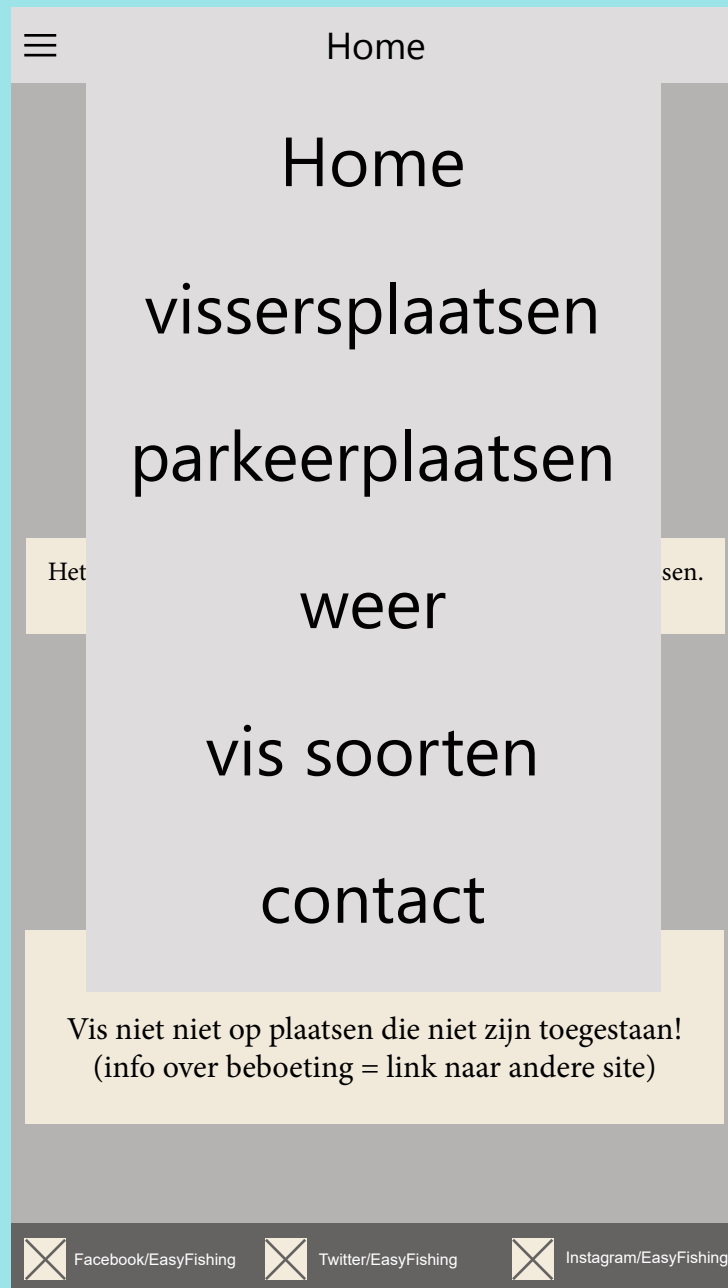 Home
Home
vissersplaatsen
parkeerplaatsen
Het sen.
weer
vis soorten
contact
Vis niet niet op plaatsen die niet zijn toegestaan!
(info over beboeting = link naar andere site)
Facebook/EasyFishing Twitter/EasyFishing Instagram/EasyFishing